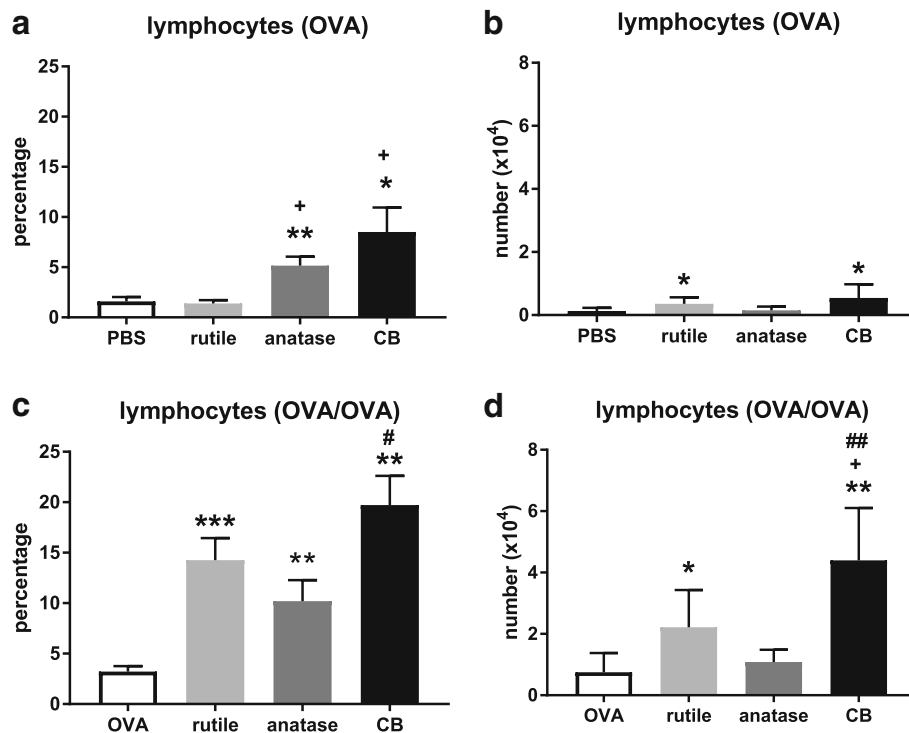 a
lymphocytes (OVA)
percentage
25
20
15
10
5
0
+
**
+
*
PBS rutile anatase CB
b
lymphocytes (OVA)
number (x10⁴)
8
6
4
2
0
*
*
PBS rutile anatase CB
c
lymphocytes (OVA/OVA)
percentage
25
20
15
10
5
0
***
**
#
**
OVA rutile anatase CB
d
lymphocytes (OVA/OVA)
number (x10⁴)
8
6
4
2
0
*
##
+
**
OVA rutile anatase CB